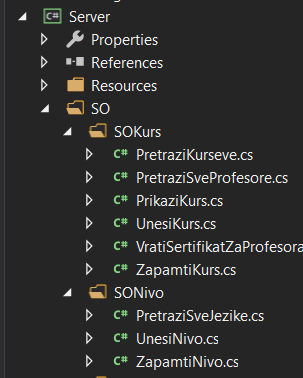 C# Server
Properties
References
Resources
SO
SOKurs
C# PretraziKurseve.cs
C# PretraziSveProfesore.cs
C# PrikaziKurs.cs
C# UnesiKurs.cs
C# VratiSertifikatZaProfesora
C# ZapamtiKurs.cs
SONivo
C# PretraziSveJezike.cs
C# UnesiNivo.cs
C# ZapamtiNivo.cs